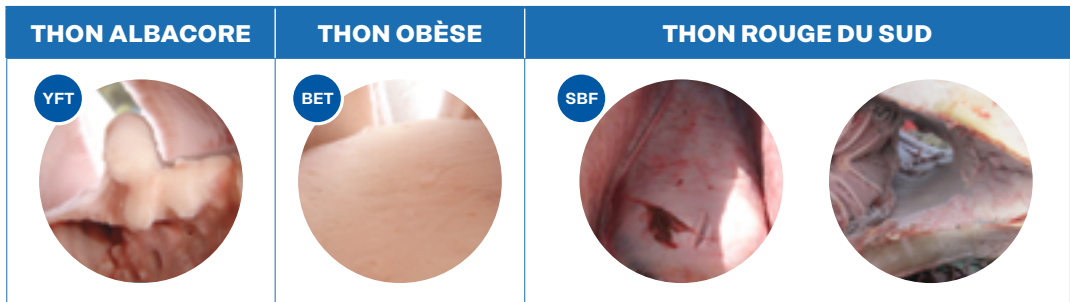 THON ALBACORE
THON OBÈSE
THON ROUGE DU SUD
YFT
BET
SBF